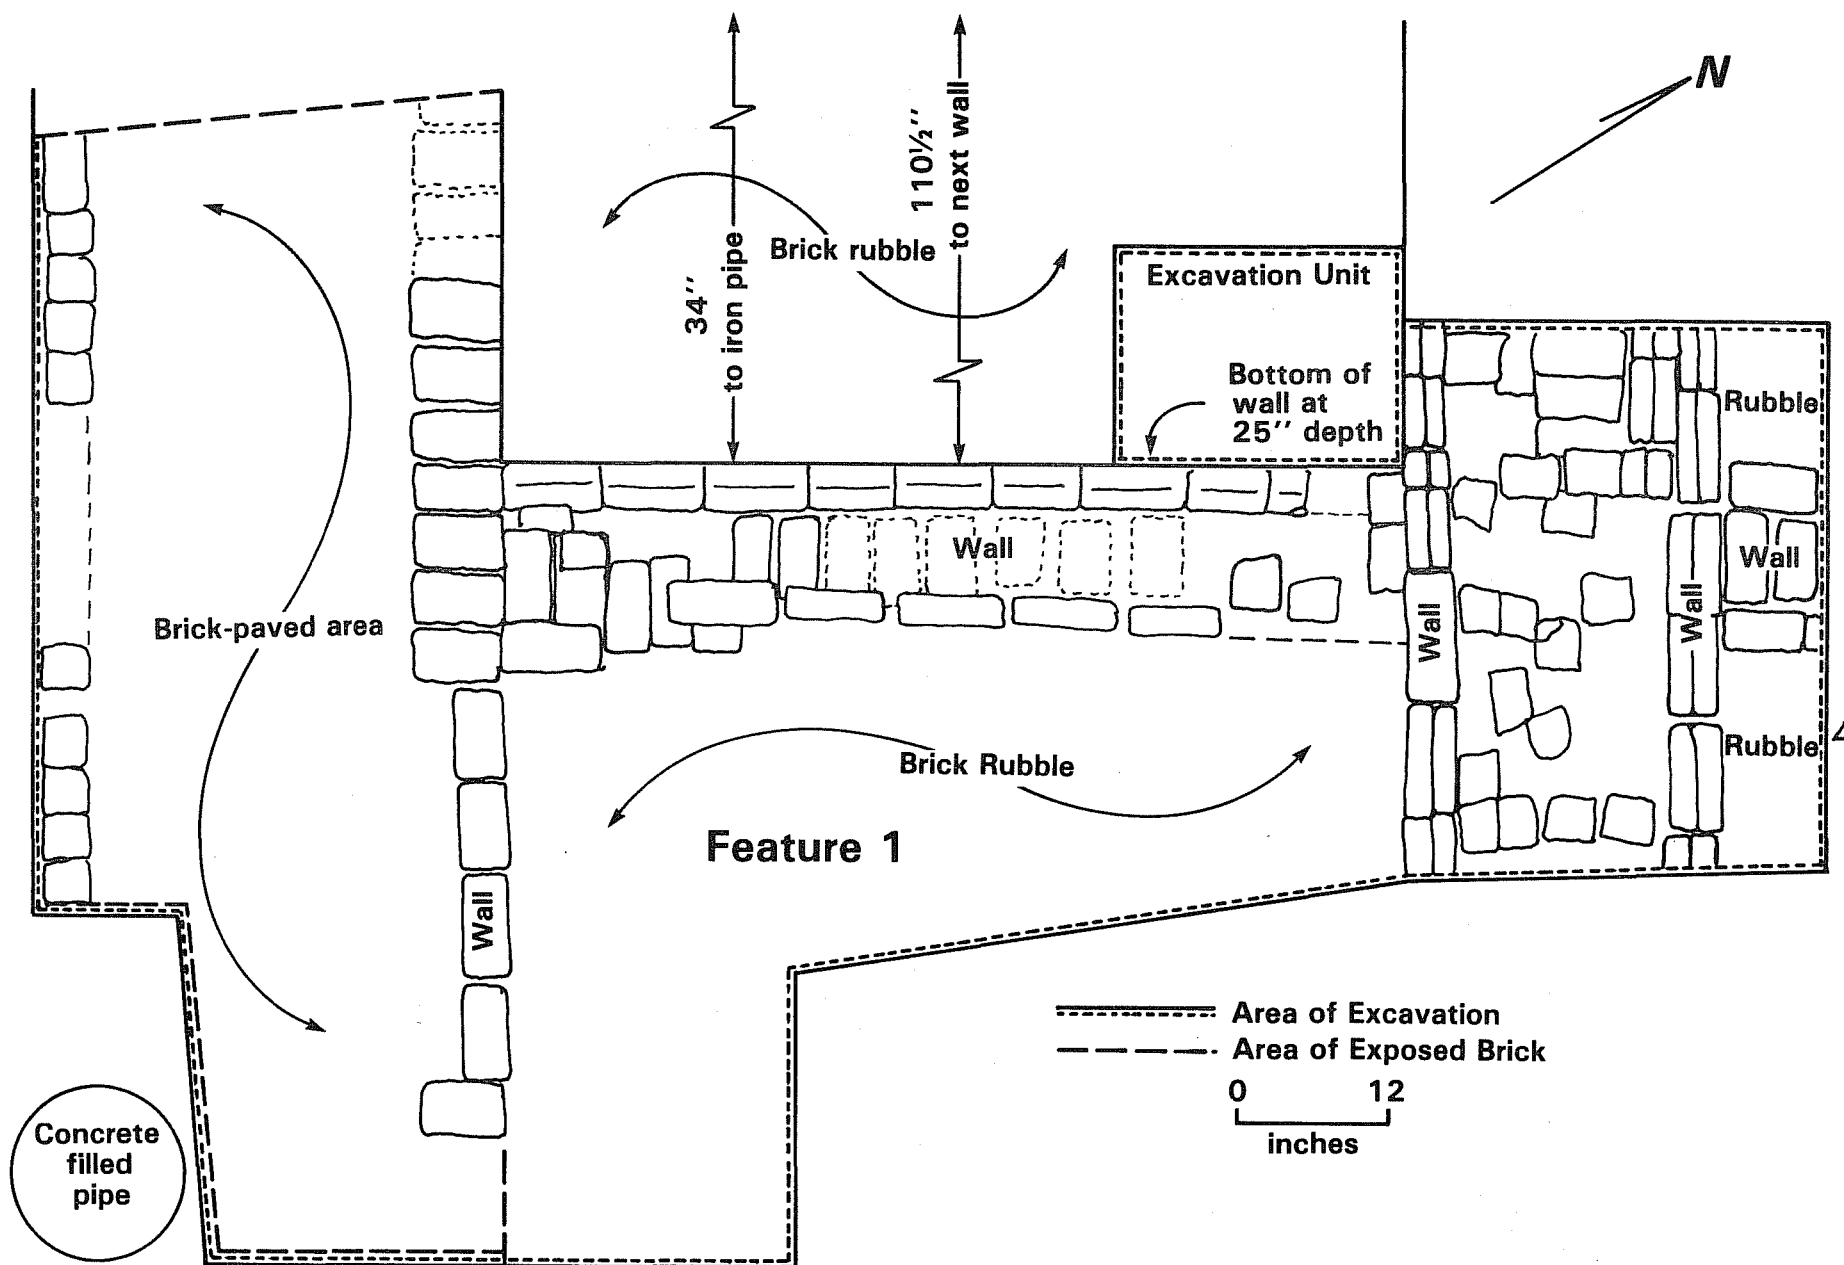 N
110½′′
to next wall
34′′
to iron pipe
Brick rubble
Excavation Unit
Bottom of
wall at
25′′ depth
Rubble
Wall
Wall
Wall
Wall
Rubble
Brick-paved area
Brick Rubble
Feature 1
Wall
Area of Excavation
Area of Exposed Brick
0 12
inches
Concrete
filled
pipe